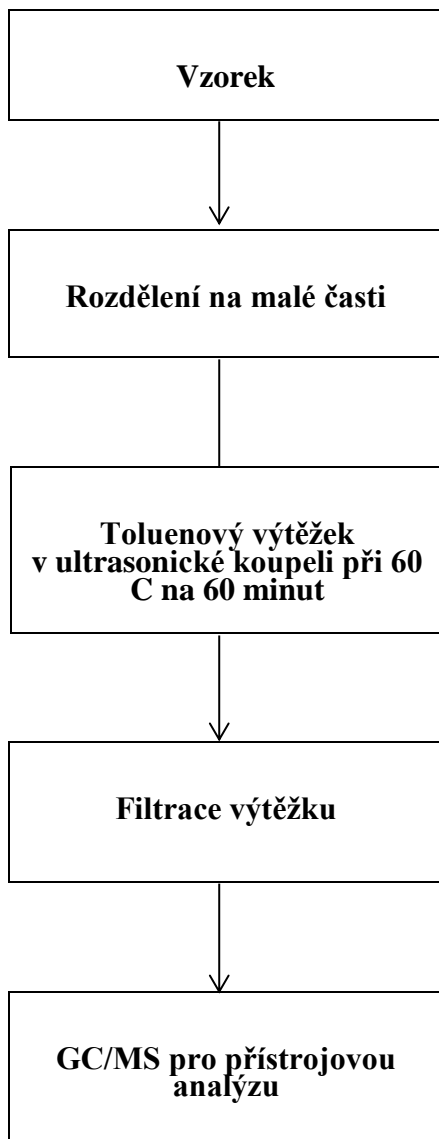 Vzorek
Rozdělení na malé časti
Toluenový výtěžek
v ultrasonické koupeli při 60
C na 60 minut
Filtrace výtěžku
GC/MS pro přístrojovou
analýzu